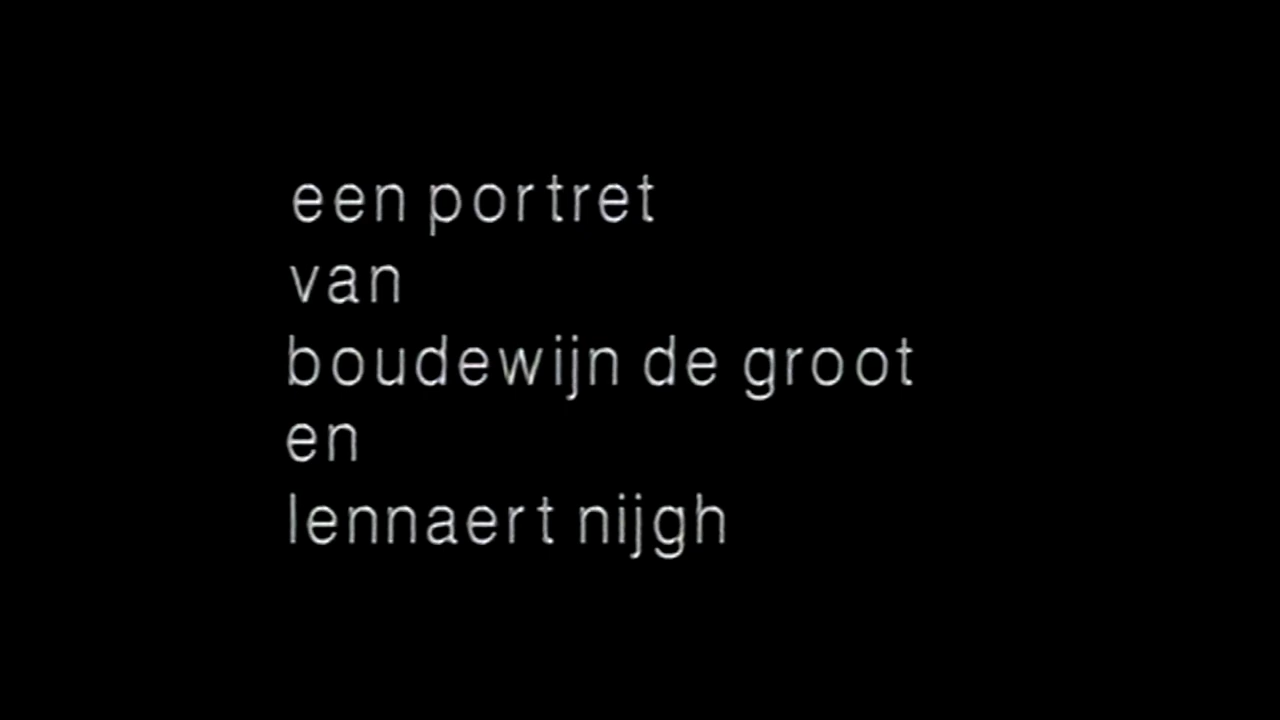 een portret
van
boudewijn de groot
en
lennaert nijgh